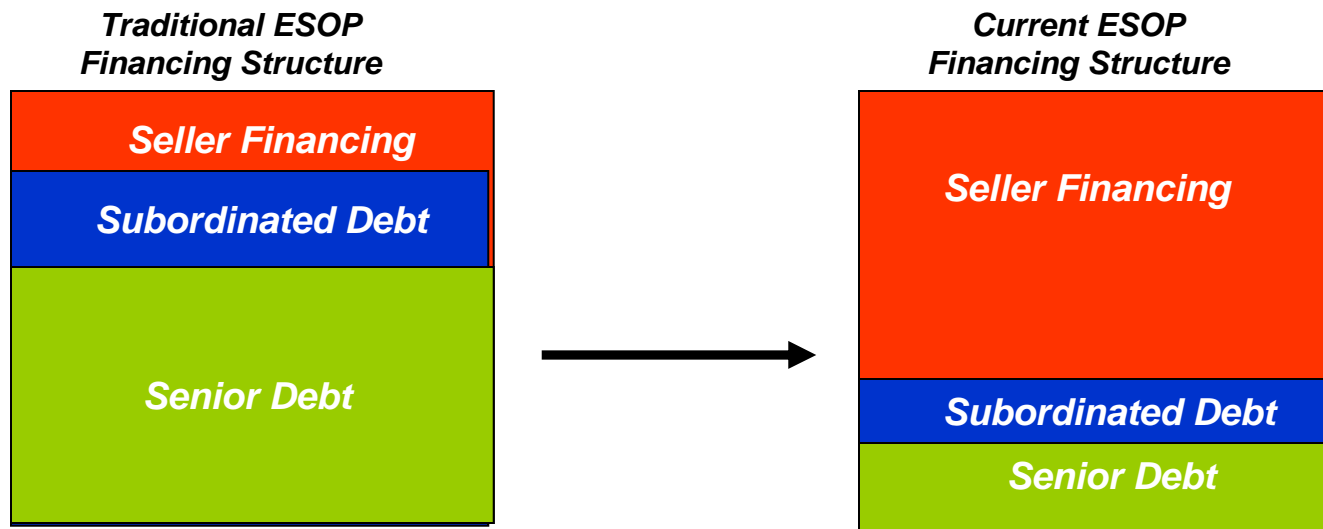 Traditional ESOP
Financing Structure
Seller Financing
Subordinated Debt
Senior Debt
Current ESOP
Financing Structure
Seller Financing
Subordinated Debt
Senior Debt